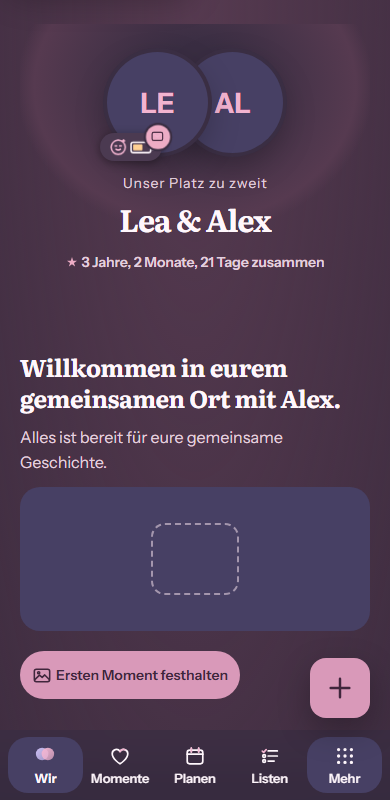 LE
AL
Unser Platz zu zweit
Lea & Alex
★ 3 Jahre, 2 Monate, 21 Tage zusammen
Willkommen in eurem
gemeinsamen Ort mit Alex.
Alles ist bereit für eure gemeinsame
Geschichte.
Ersten Moment festhalten
Wir
Momente
Planen
Listen
Mehr